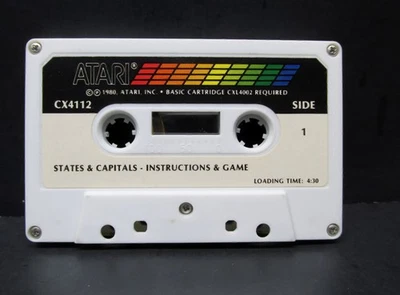 ATARI®
©℗ 1980, ATARI, INC. • BASIC CARTRIDGE CXL4002 REQUIRED
CX4112 SIDE
1
STATES & CAPITALS - INSTRUCTIONS & GAME
LOADING TIME: 4:30